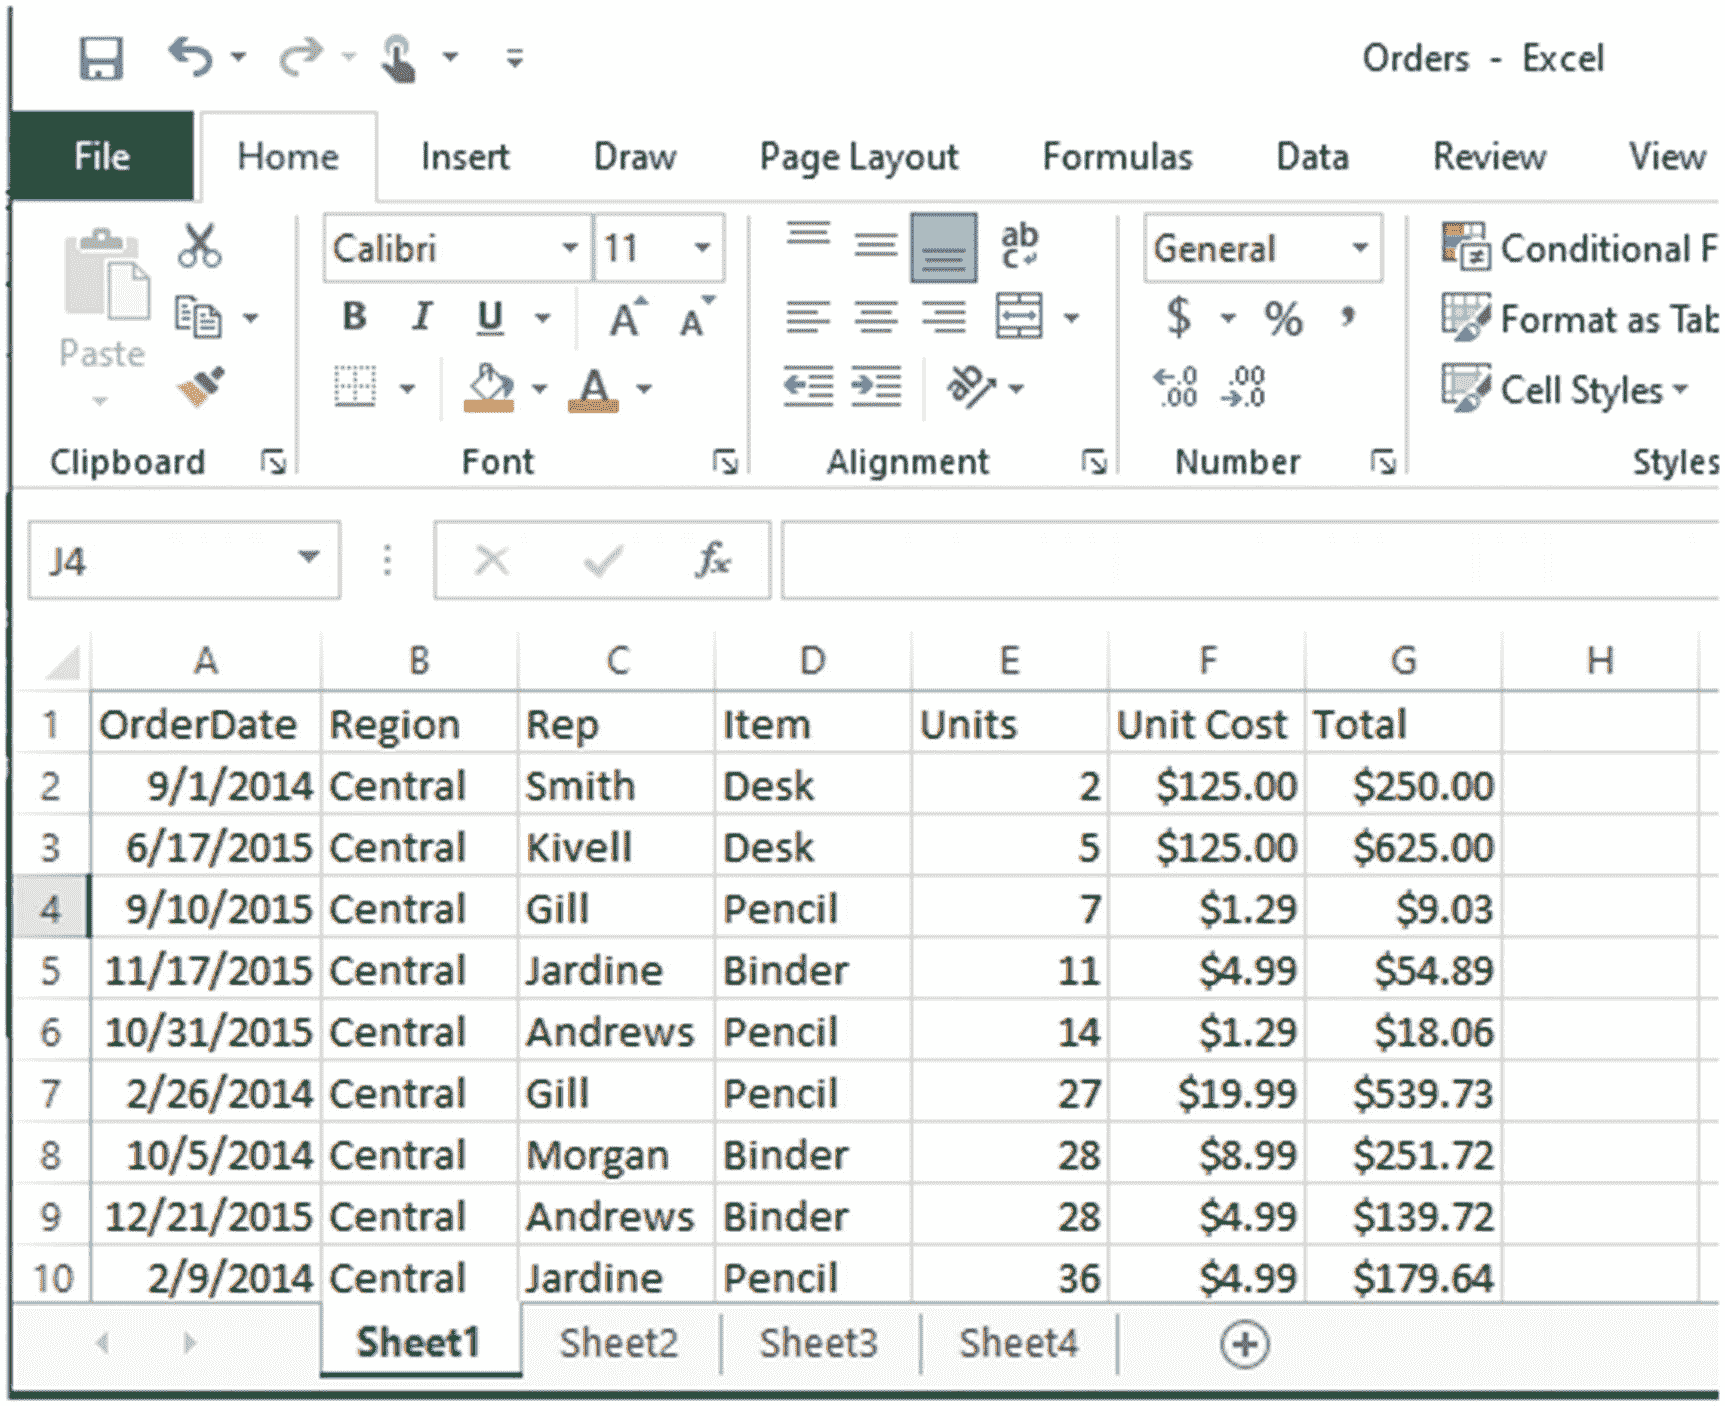 Orders - Excel
File Home Insert Draw Page Layout Formulas Data Review View
Calibri 11 ab c General Conditional F
Paste B I U A A $ % , Format as Tab
A ab ←.0 .00 .00 →.0 Cell Styles
Clipboard Font Alignment Number Styles
J4 fx
A B C D E F G H
1 OrderDate Region Rep Item Units Unit Cost Total
2 9/1/2014 Central Smith Desk 2 $125.00 $250.00
3 6/17/2015 Central Kivell Desk 5 $125.00 $625.00
4 9/10/2015 Central Gill Pencil 7 $1.29 $9.03
5 11/17/2015 Central Jardine Binder 11 $4.99 $54.89
6 10/31/2015 Central Andrews Pencil 14 $1.29 $18.06
7 2/26/2014 Central Gill Pencil 27 $19.99 $539.73
8 10/5/2014 Central Morgan Binder 28 $8.99 $251.72
9 12/21/2015 Central Andrews Binder 28 $4.99 $139.72
10 2/9/2014 Central Jardine Pencil 36 $4.99 $179.64
Sheet1 Sheet2 Sheet3 Sheet4